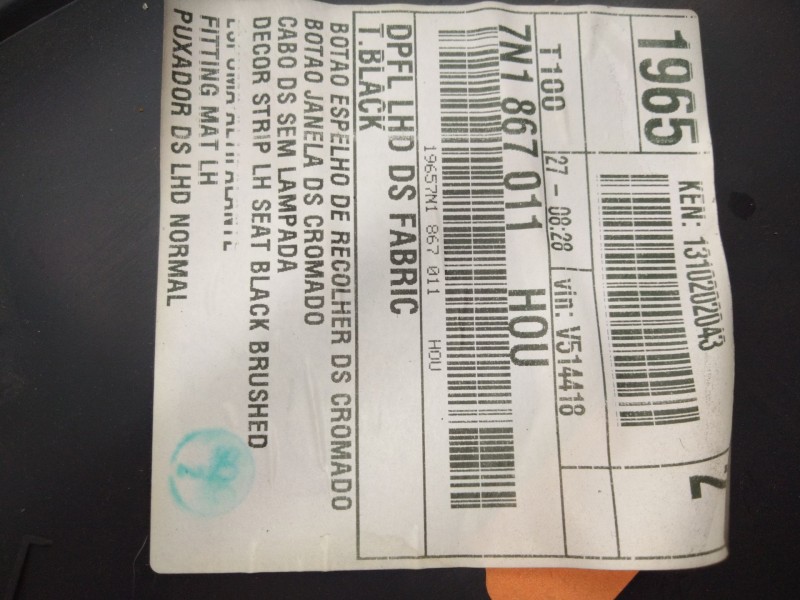 1965
KEN: 1310202043
Z
T100
27 - 08:28
vin: V514418
7N1 867 011 HOU
19657N1 867 011 HOU
DPFL LHD DS FABRIC
T.BLACK
BOTAO ESPELHO DE RECOLHER DS CROMADO
BOTAO JANELA DS CROMADO
CABO DS SEM LAMPADA
DECOR STRIP LH SEAT BLACK BRUSHED
FITTING MAT LH
PUXADOR DS LHD NORMAL